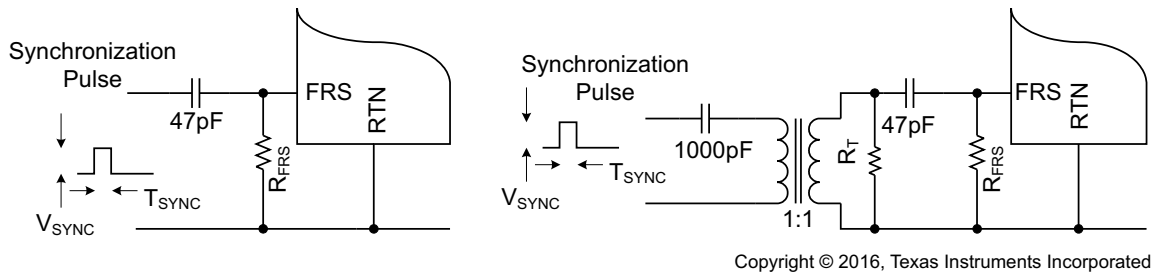 Synchronization
Pulse
47pF
FRS
RTN
R_FRS
T_SYNC
V_SYNC
Synchronization
Pulse
1000pF
1:1
R_T
47pF
FRS
RTN
R_FRS
T_SYNC
V_SYNC
Copyright © 2016, Texas Instruments Incorporated